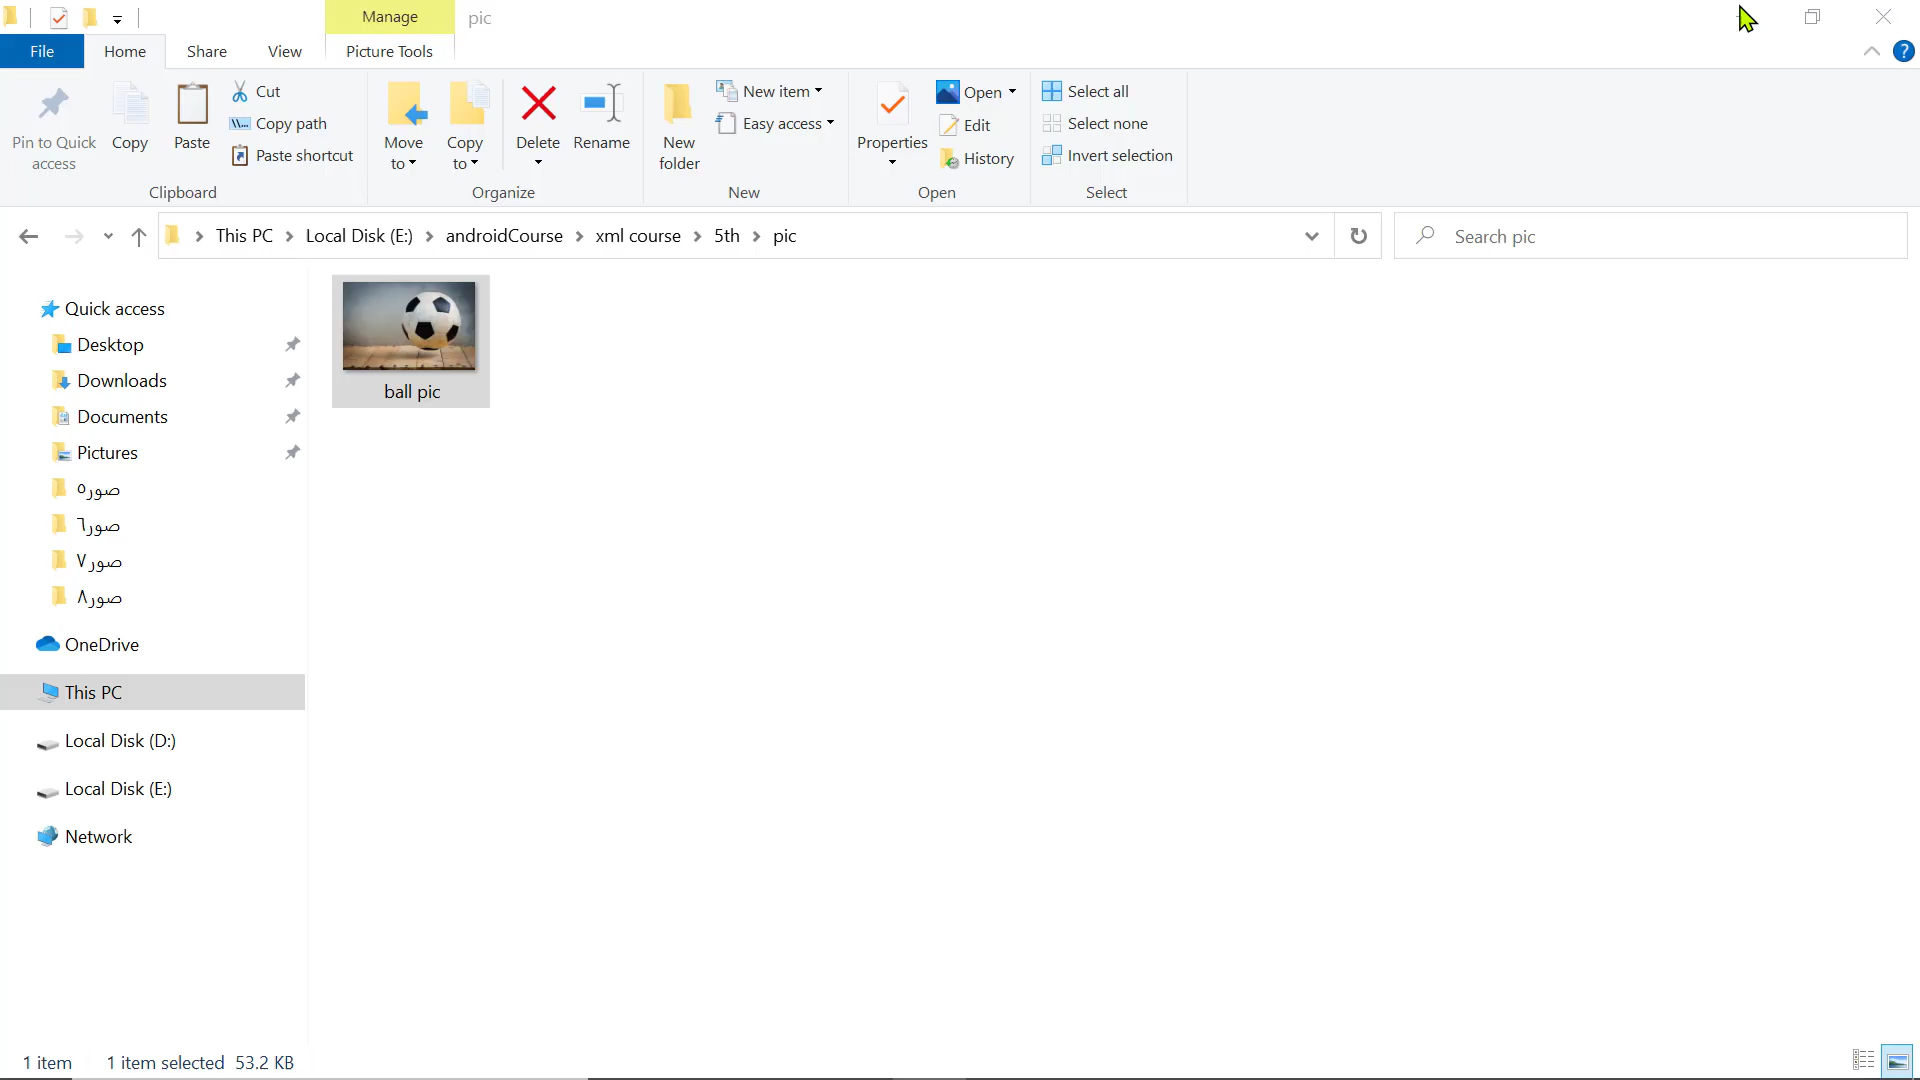 Manage
pic
File
Home
Share
View
Picture Tools
Pin to Quick access
Copy
Paste
Cut
Copy path
Paste shortcut
Clipboard
Move to
Copy to
Delete
Rename
Organize
New folder
New item
Easy access
New
Properties
Open
Edit
History
Open
Select all
Select none
Invert selection
Select
This PC
Local Disk (E:)
androidCourse
xml course
5th
pic
Search pic
Quick access
Desktop
Downloads
Documents
Pictures
صور٥
صور٦
صور٧
صور٨
OneDrive
This PC
Local Disk (D:)
Local Disk (E:)
Network
ball pic
1 item
1 item selected 53.2 KB